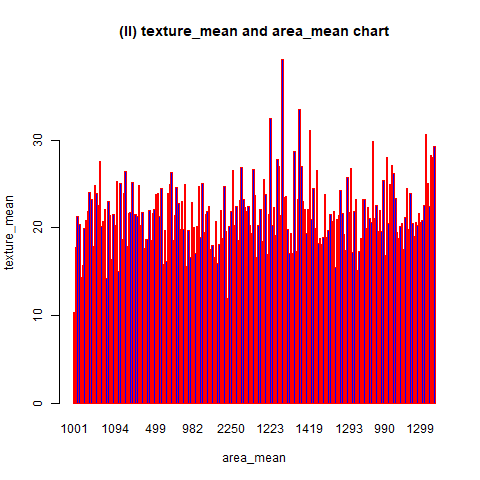 (II) texture_mean and area_mean chart
30
20
10
0
texture_mean
1001 1094 499 982 2250 1223 1419 1293 990 1299
area_mean